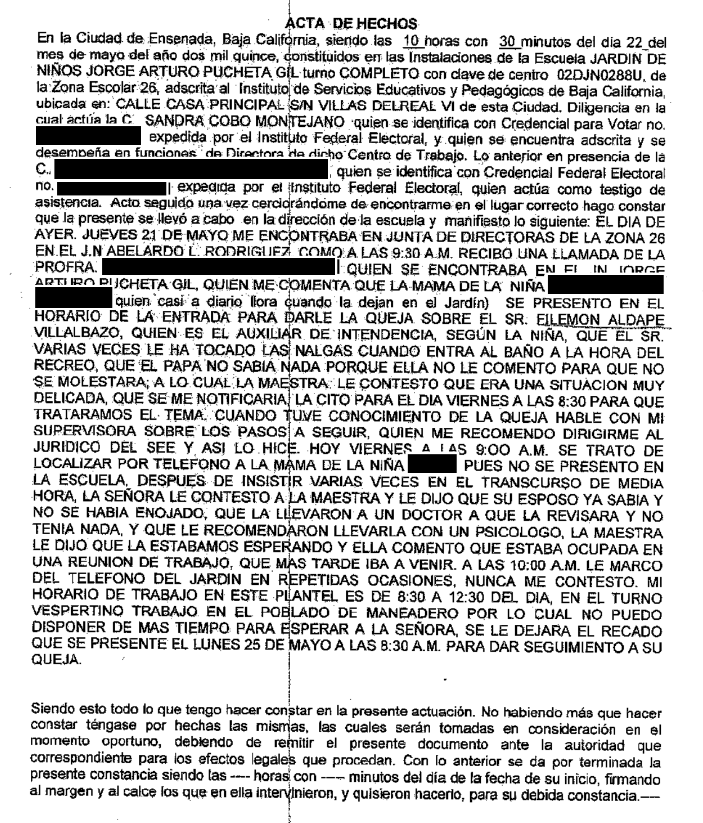 ACTA DE HECHOS
En la Ciudad de Ensenada, Baja California, siendo las 10 horas con 30 minutos del día 22 del
mes de mayo del año dos mil quince, constituidos en las Instalaciones de la Escuela JARDIN DE
NIÑOS JORGE ARTURO PUCHETA GIL turno COMPLETO con clave de centro 02DJN0288U, de
la Zona Escolar 26, adscrita al Instituto de Servicios Educativos y Pedagógicos de Baja California,
ubicada en: CALLE CASA PRINCIPAL S/N VILLAS DELREAL VI de esta Ciudad. Diligencia en la
cual actúa la C. SANDRA COBO MONTEJANO quien se identifica con Credencial para Votar no.
expedida por el Instituto Federal Electoral, y quien se encuentra adscrita y se
desempeña en funciones de Directora de dicho Centro de Trabajo. Lo anterior en presencia de la
C., quien se identifica con Credencial Federal Electoral
no. expedida por el Instituto Federal Electoral, quien actúa como testigo de
asistencia. Acto seguido una vez cerciorándome de encontrarme en el lugar correcto hago constar
que la presente se llevó a cabo en la dirección de la escuela y manifiesto lo siguiente: EL DIA DE
AYER. JUEVES 21 DE MAYO ME ENCONTRABA EN JUNTA DE DIRECTORAS DE LA ZONA 26
EN EL J.N ABELARDO L. RODRIGUEZ COMO A LAS 9:30 A.M. RECIBO UNA LLAMADA DE LA
PROFRA. QUIEN SE ENCONTRABA EN EL JN JORGE
ARTURO PUCHETA GIL, QUIEN ME COMENTA QUE LA MAMA DE LA NIÑA
quien casi a diario llora cuando la dejan en el Jardín) SE PRESENTO EN EL
HORARIO DE LA ENTRADA PARA DARLE LA QUEJA SOBRE EL SR. FILEMON ALDAPE
VILLALBAZO, QUIEN ES EL AUXILIAR DE INTENDENCIA, SEGÚN LA NIÑA, QUE EL SR.
VARIAS VECES LE HA TOCADO LAS NALGAS CUANDO ENTRA AL BAÑO A LA HORA DEL
RECREO, QUE EL PAPA NO SABIA NADA PORQUE ELLA NO LE COMENTO PARA QUE NO
SE MOLESTARA; A LO CUAL LA MAESTRA LE CONTESTO QUE ERA UNA SITUACION MUY
DELICADA, QUE SE ME NOTIFICARIA, LA CITO PARA EL DIA VIERNES A LAS 8:30 PARA QUE
TRATARAMOS EL TEMA. CUANDO TUVE CONOCIMIENTO DE LA QUEJA HABLE CON MI
SUPERVISORA SOBRE LOS PASOS A SEGUIR, QUIEN ME RECOMENDO DIRIGIRME AL
JURIDICO DEL SEE Y ASI LO HICE. HOY VIERNES A LAS 9:00 A.M. SE TRATO DE
LOCALIZAR POR TELEFONO A LA MAMA DE LA NIÑA PUES NO SE PRESENTO EN
LA ESCUELA, DESPUES DE INSISTIR VARIAS VECES EN EL TRANSCURSO DE MEDIA
HORA, LA SEÑORA LE CONTESTO A LA MAESTRA Y LE DIJO QUE SU ESPOSO YA SABIA Y
NO SE HABIA ENOJADO, QUE LA LLEVARON A UN DOCTOR A QUE LA REVISARA Y NO
TENIA NADA, Y QUE LE RECOMENDARON LLEVARLA CON UN PSICOLOGO, LA MAESTRA
LE DIJO QUE LA ESTABAMOS ESPERANDO Y ELLA COMENTO QUE ESTABA OCUPADA EN
UNA REUNION DE TRABAJO, QUE MAS TARDE IBA A VENIR. A LAS 10:00 A.M. LE MARCO
DEL TELEFONO DEL JARDIN EN REPETIDAS OCASIONES, NUNCA ME CONTESTO. MI
HORARIO DE TRABAJO EN ESTE PLANTEL ES DE 8:30 A 12:30 DEL DIA, EN EL TURNO
VESPERTINO TRABAJO EN EL POBLADO DE MANEADERO POR LO CUAL NO PUEDO
DISPONER DE MAS TIEMPO PARA ESPERAR A LA SEÑORA, SE LE DEJARA EL RECADO
QUE SE PRESENTE EL LUNES 25 DE MAYO A LAS 8:30 A.M. PARA DAR SEGUIMIENTO A SU
QUEJA.
Siendo esto todo lo que tengo hacer constar en la presente actuación. No habiendo más que hacer
constar téngase por hechas las mismas, las cuales serán tomadas en consideración en el
momento oportuno, debiendo de remitir el presente documento ante la autoridad que
correspondiente para los efectos legales que procedan. Con lo anterior se da por terminada la
presente constancia siendo las ---- horas con ---- minutos del día de la fecha de su inicio, firmando
al margen y al calce los que en ella intervinieron, y quisieron hacerlo, para su debida constancia.----